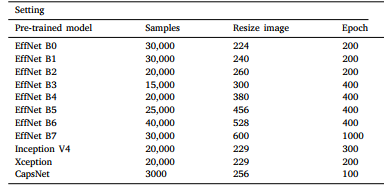 Setting
Pre-trained model Samples Resize image Epoch
EffNet B0 30,000 224 200
EffNet B1 30,000 240 200
EffNet B2 20,000 260 200
EffNet B3 15,000 300 400
EffNet B4 20,000 380 400
EffNet B5 25,000 456 400
EffNet B6 40,000 528 400
EffNet B7 30,000 600 1000
Inception V4 20,000 229 300
Xception 20,000 229 200
CapsNet 3000 256 100